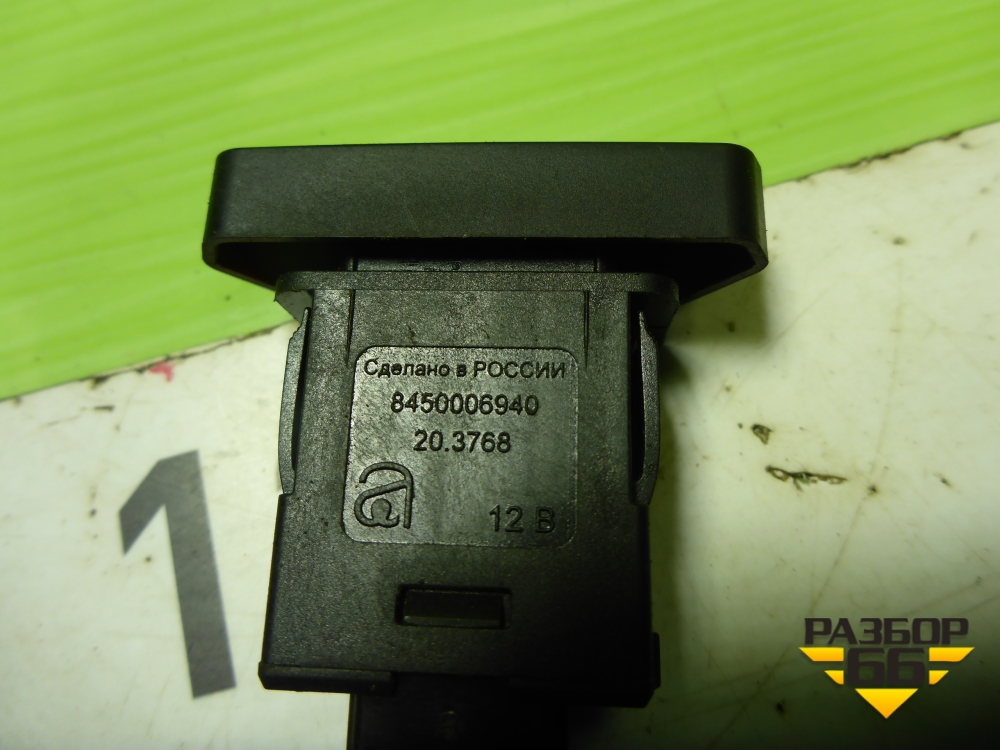 Сделано в РОССИИ
8450006940
20.3768
12 В
1
РАЗБОР
66